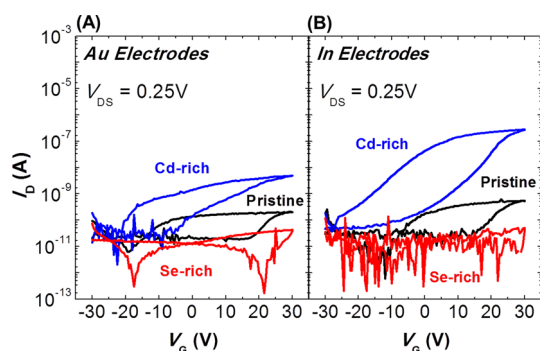 (A)
(B)
Au Electrodes
In Electrodes
V_DS = 0.25V
V_DS = 0.25V
Cd-rich
Pristine
Se-rich
Cd-rich
Pristine
Se-rich
I_D (A)
10^-3
10^-5
10^-7
10^-9
10^-11
10^-13
-30 -20 -10 0 10 20 30
-30 -20 -10 0 10 20 30
V_G (V)
V_G (V)